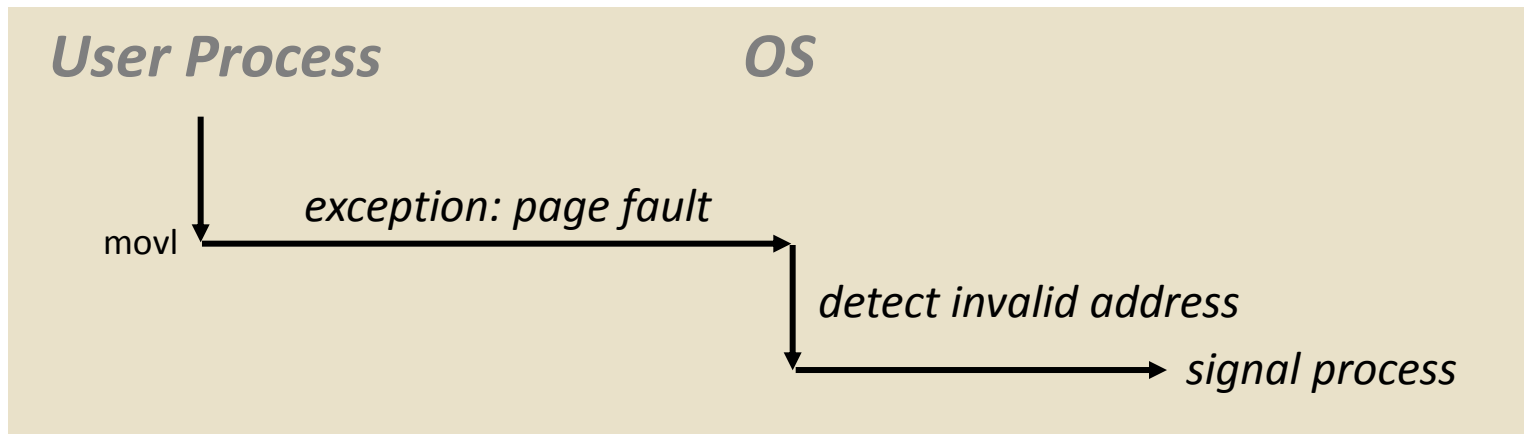 User Process
OS
exception: page fault
movl
detect invalid address
signal process